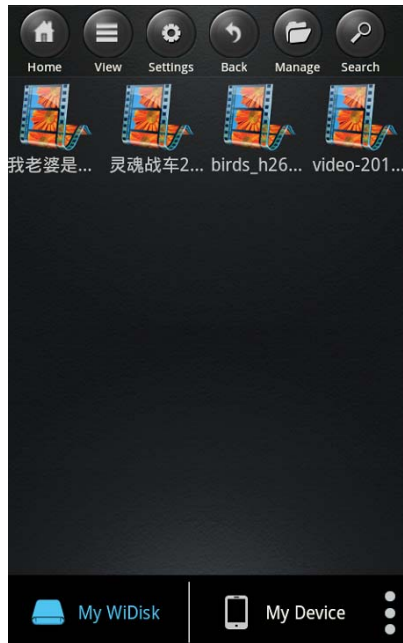 Home View Settings Back Manage Search
我老婆是... 灵魂战车2... birds_h26... video-201...
My WiDisk My Device